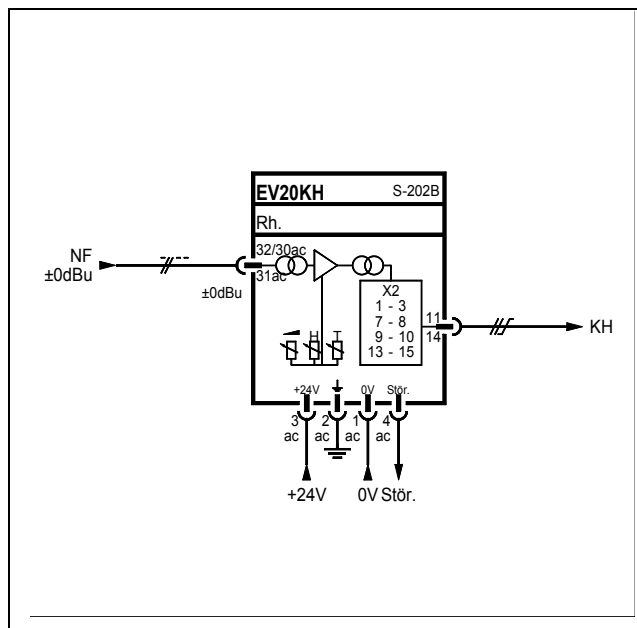 EV20KH S-202B
Rh.
NF
±0dBu
32/30ac
31ac
±0dBu
X2
1 - 3
7 - 8
9 - 10
13 - 15
11
14
KH
H T
+24V 0V Stör.
3 2 1 4
ac ac ac ac
+24V 0V Stör.